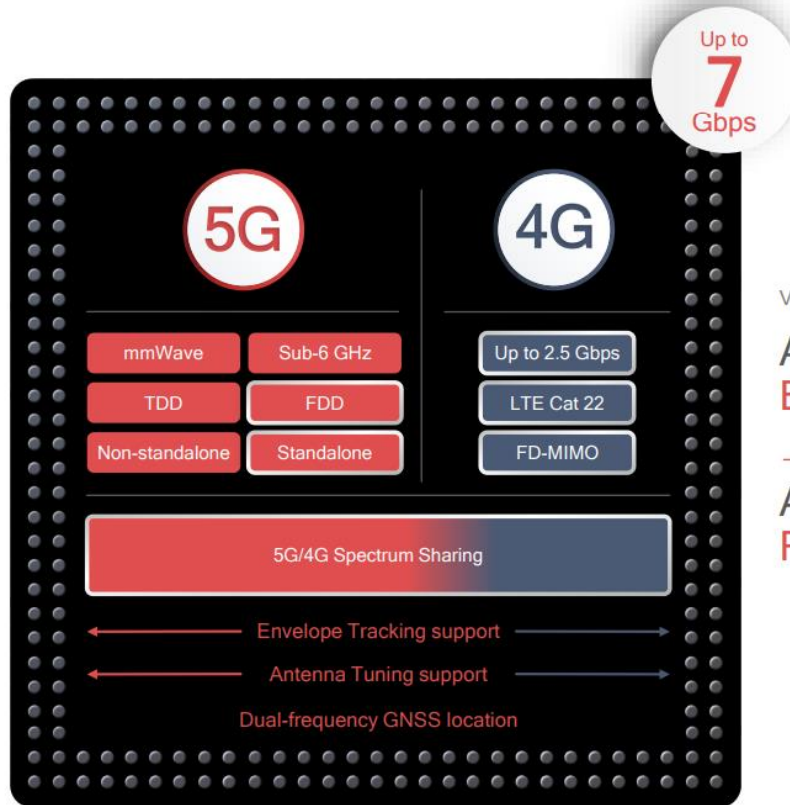 Up to
7
Gbps
5G
4G
mmWave
Sub-6 GHz
Up to 2.5 Gbps
TDD
FDD
LTE Cat 22
Non-standalone
Standalone
FD-MIMO
5G/4G Spectrum Sharing
Envelope Tracking support
Antenna Tuning support
Dual-frequency GNSS location